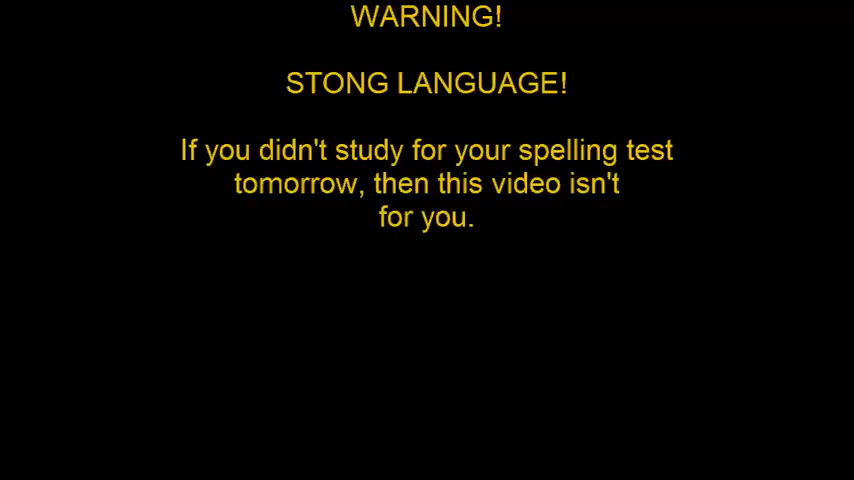 WARNING!
STONG LANGUAGE!
If you didn't study for your spelling test
tomorrow, then this video isn't
for you.